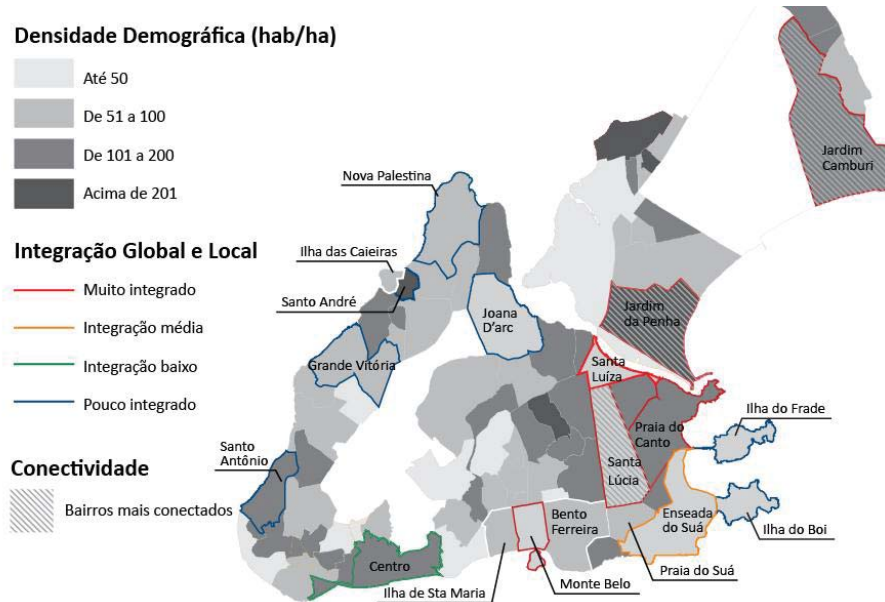 Densidade Demográfica (hab/ha)
Até 50
De 51 a 100
De 101 a 200
Acima de 201
Integração Global e Local
Muito integrado
Integração média
Integração baixo
Pouco integrado
Conectividade
Bairros mais conectados
Nova Palestina
Ilha das Caieiras
Santo André
Grande Vitória
Joana
D'arc
Santo
Antônio
Centro
Ilha de Sta Maria
Monte Belo
Bento
Ferreira
Praia do Suá
Enseada
do Suá
Ilha do Boi
Ilha do Frade
Praia do
Canto
Santa
Lúcia
Santa
Luíza
Jardim
da Penha
Jardim
Camburi